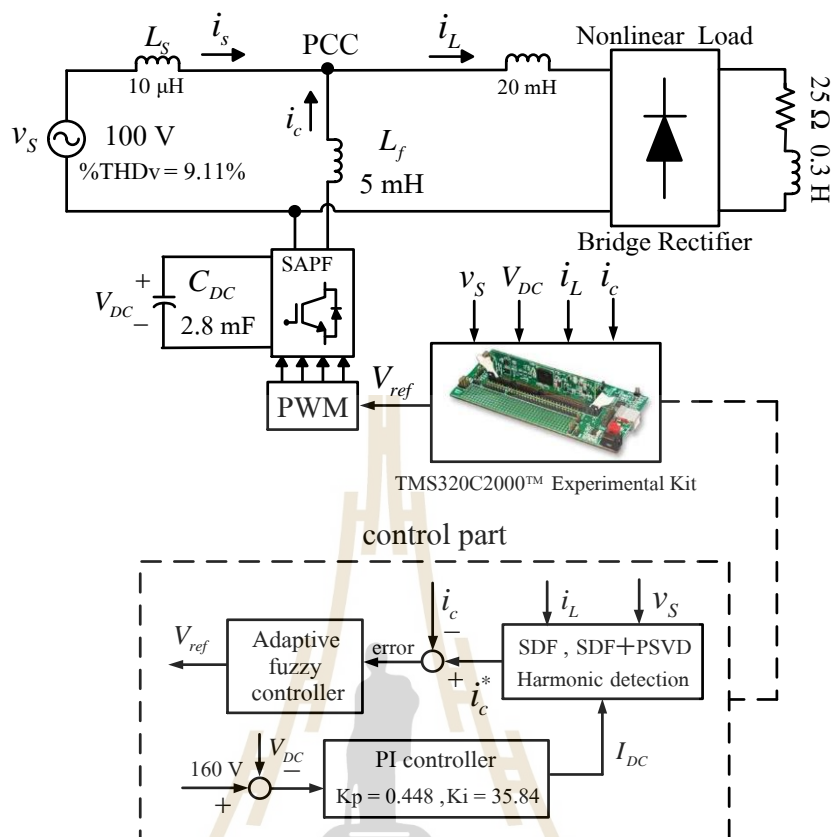 L_S
i_s
PCC
i_L
Nonlinear Load
10 μH
20 mH
i_c
v_S
100 V
%THDv = 9.11%
L_f
5 mH
25 Ω 0.3 H
Bridge Rectifier
SAPF
+
V_DC
−
C_DC
2.8 mF
v_S V_DC i_L i_c
PWM
V_ref
TMS320C2000™ Experimental Kit
control part
i_c
−
i_L
v_S
V_ref
Adaptive
fuzzy
controller
error
+
i_c^*
SDF , SDF+PSVD
Harmonic detection
160 V
+
V_DC
−
PI controller
Kp = 0.448 , Ki = 35.84
I_DC